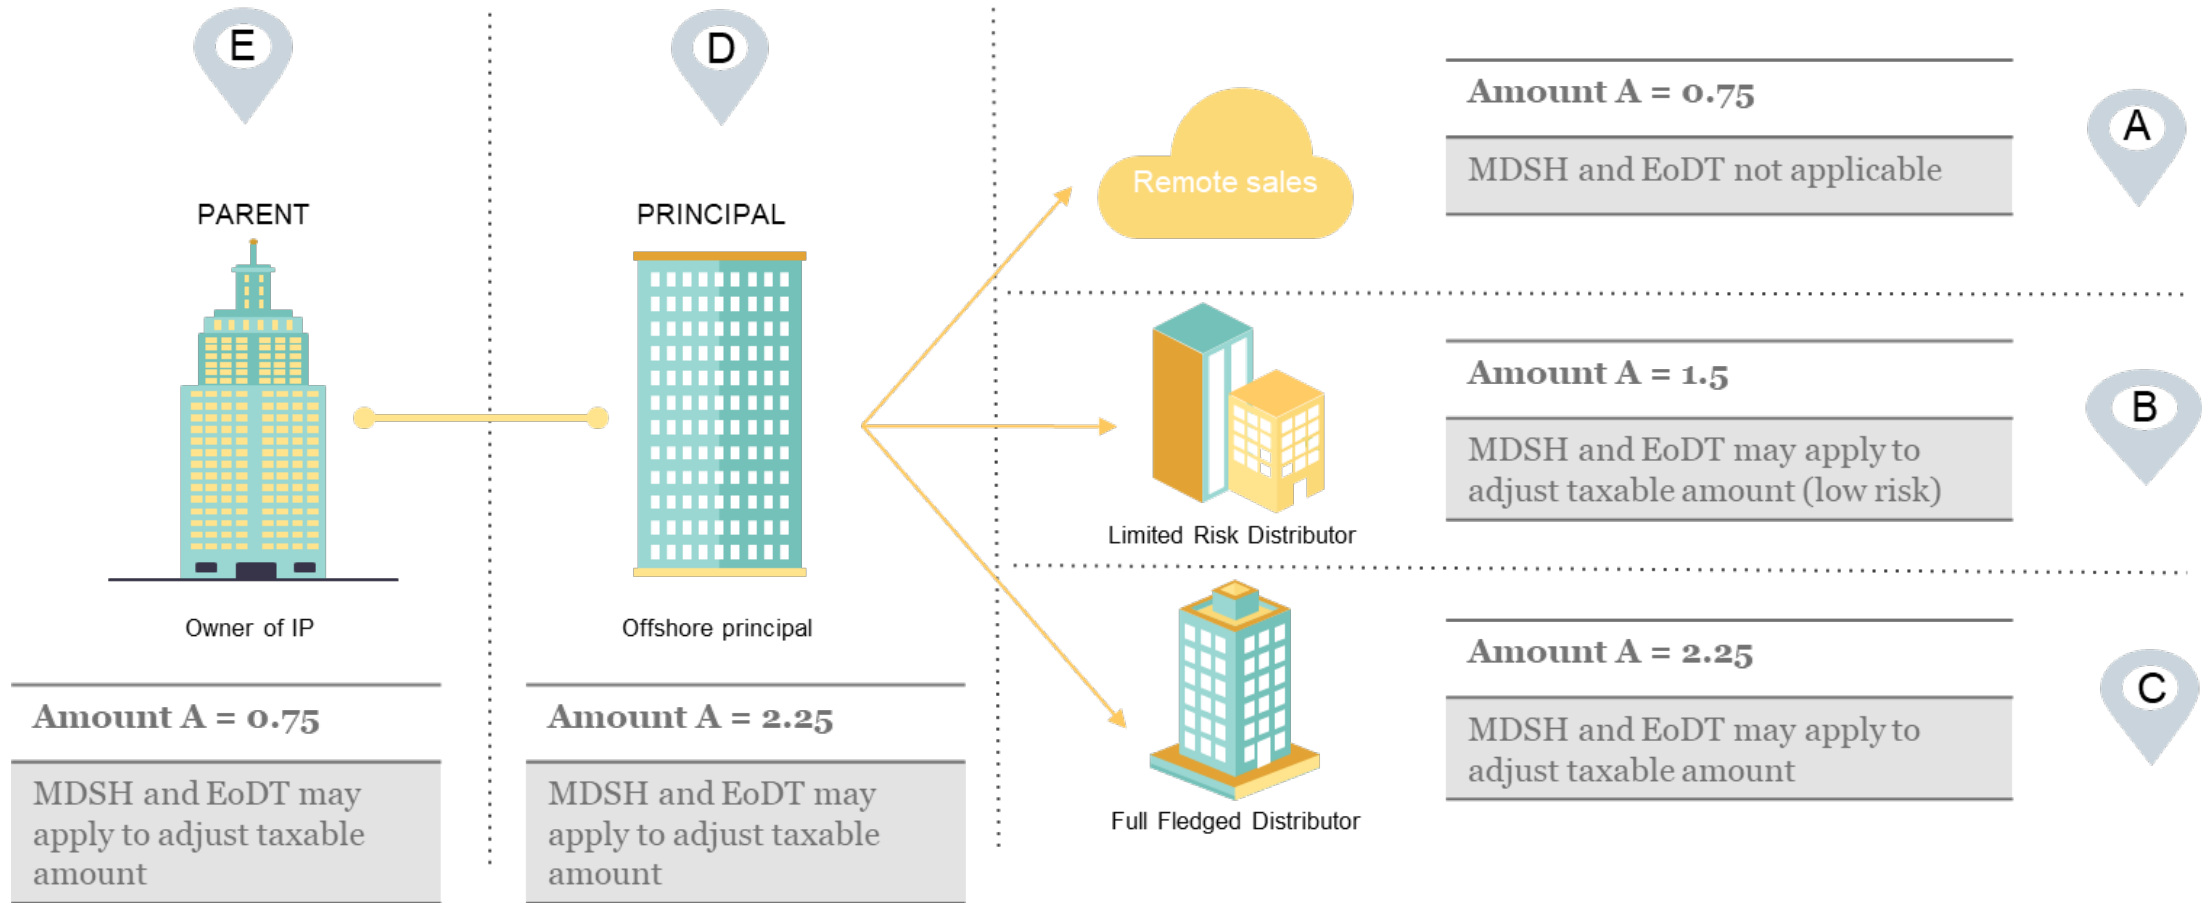 E
PARENT
Owner of IP
Amount A = 0.75
MDSH and EoDT may
apply to adjust taxable
amount
D
PRINCIPAL
Offshore principal
Amount A = 2.25
MDSH and EoDT may
apply to adjust taxable
amount
Remote sales
Amount A = 0.75
MDSH and EoDT not applicable
A
Limited Risk Distributor
Amount A = 1.5
MDSH and EoDT may apply to
adjust taxable amount (low risk)
B
Full Fledged Distributor
Amount A = 2.25
MDSH and EoDT may apply to
adjust taxable amount
C